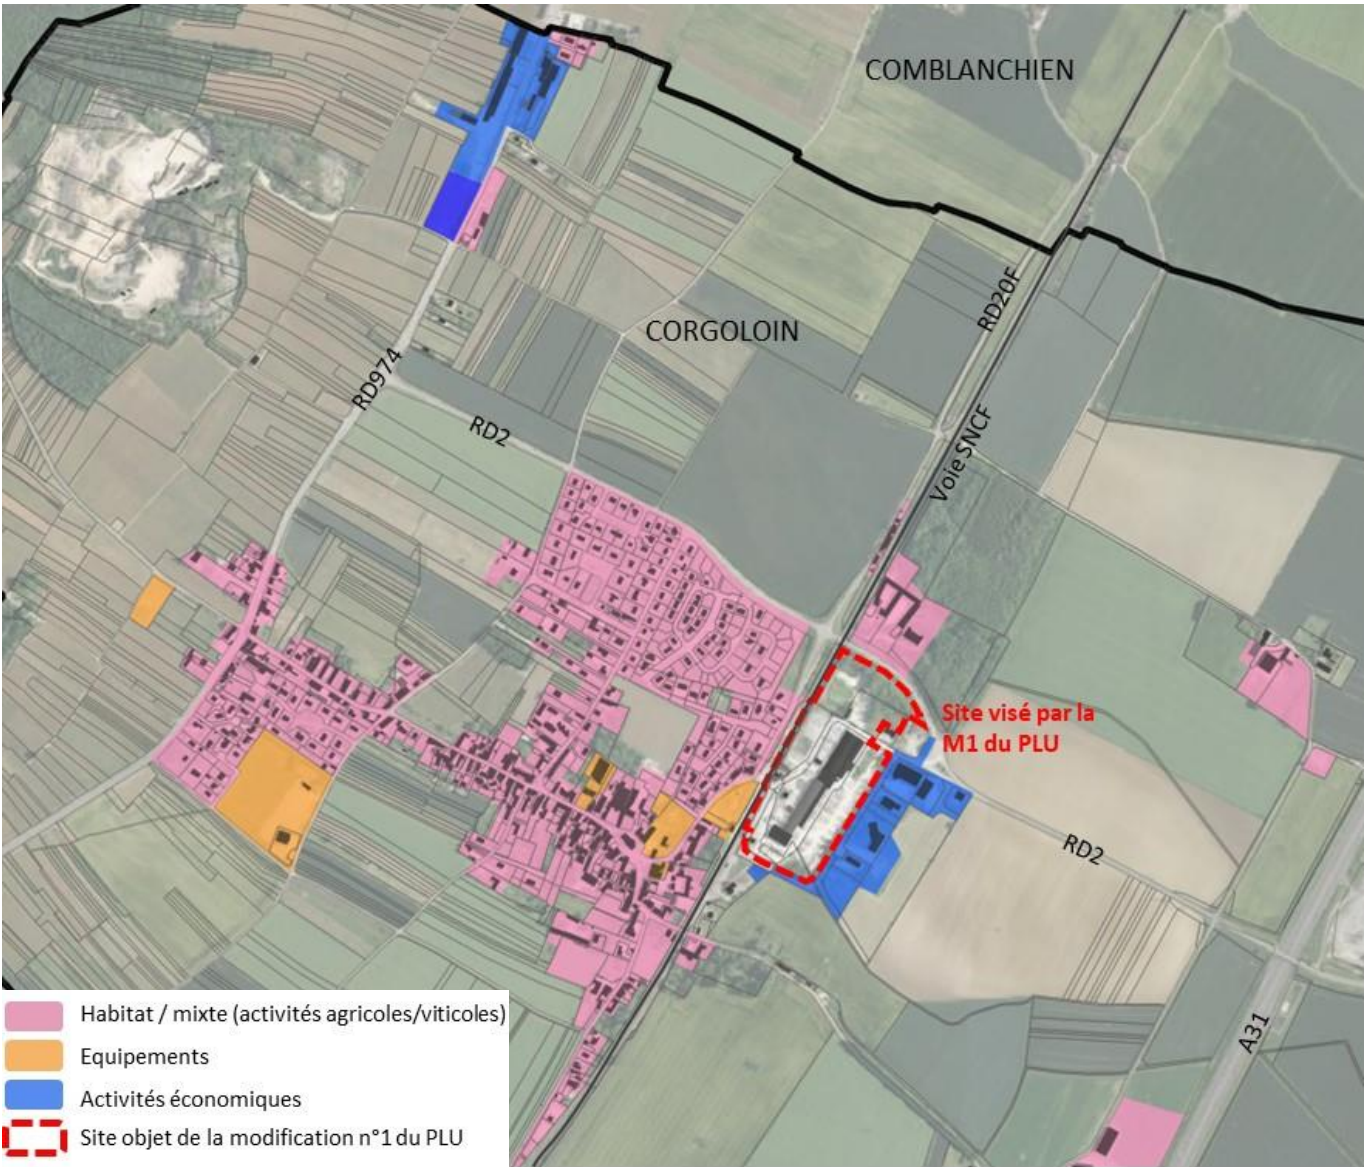 COMBLANCHIEN
RD20F
CORGOLOIN
RD974
RD2
Voie SNCF
Site visé par la
M1 du PLU
RD2
A31
Habitat / mixte (activités agricoles/viticoles)
Equipements
Activités économiques
Site objet de la modification n°1 du PLU